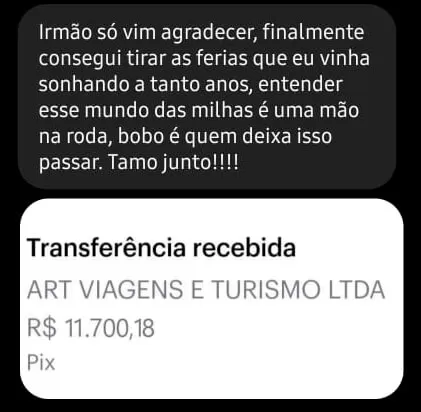 Irmão só vim agradecer, finalmente
consegui tirar as ferias que eu vinha
sonhando a tanto anos, entender
esse mundo das milhas é uma mão
na roda, bobo é quem deixa isso
passar. Tamo junto!!!!
Transferência recebida
ART VIAGENS E TURISMO LTDA
R$ 11.700,18
Pix